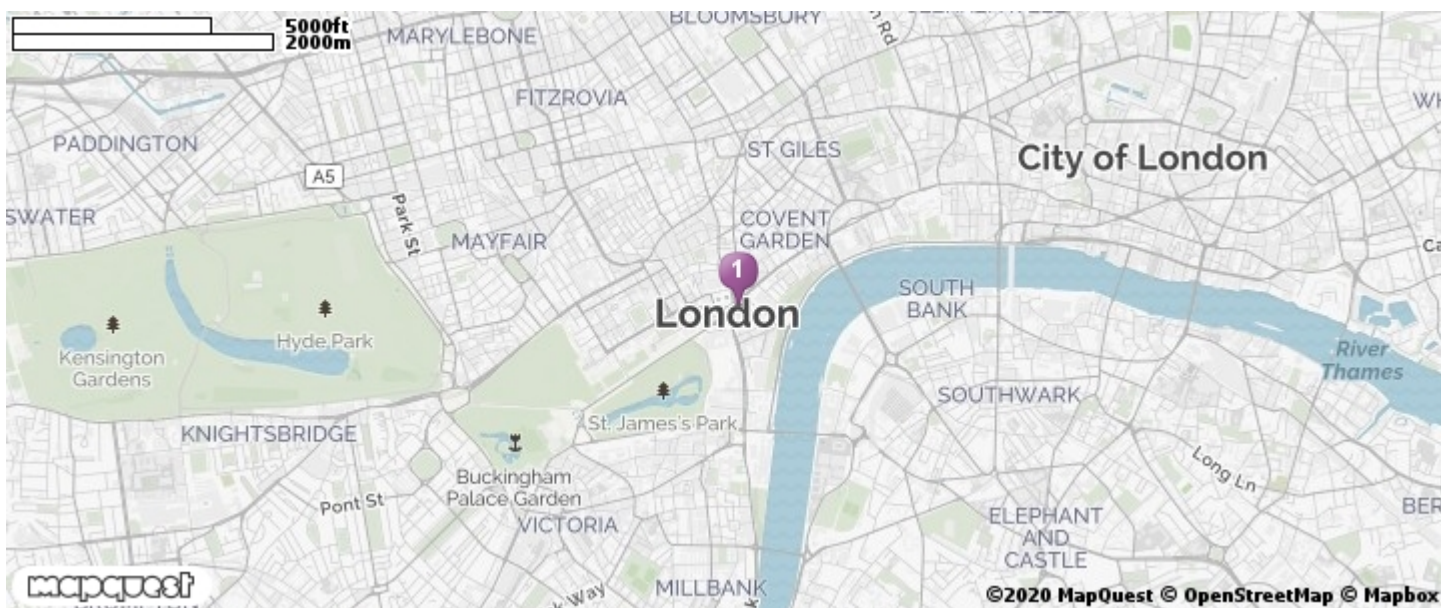 5000ft
2000m
BLOOMSBURY
MARYLEBONE
FITZROVIA
PADDINGTON
ST GILES
City of London
A5
Park St
COVENT
GARDEN
MAYFAIR
1
London
SOUTH
BANK
Hyde Park
Kensington
Gardens
River
Thames
St. James's Park
SOUTHWARK
KNIGHTSBRIDGE
Buckingham
Palace Garden
Long Ln
Pont St
VICTORIA
ELEPHANT
AND
CASTLE
MILLBANK
mapquest
©2020 MapQuest © OpenStreetMap © Mapbox